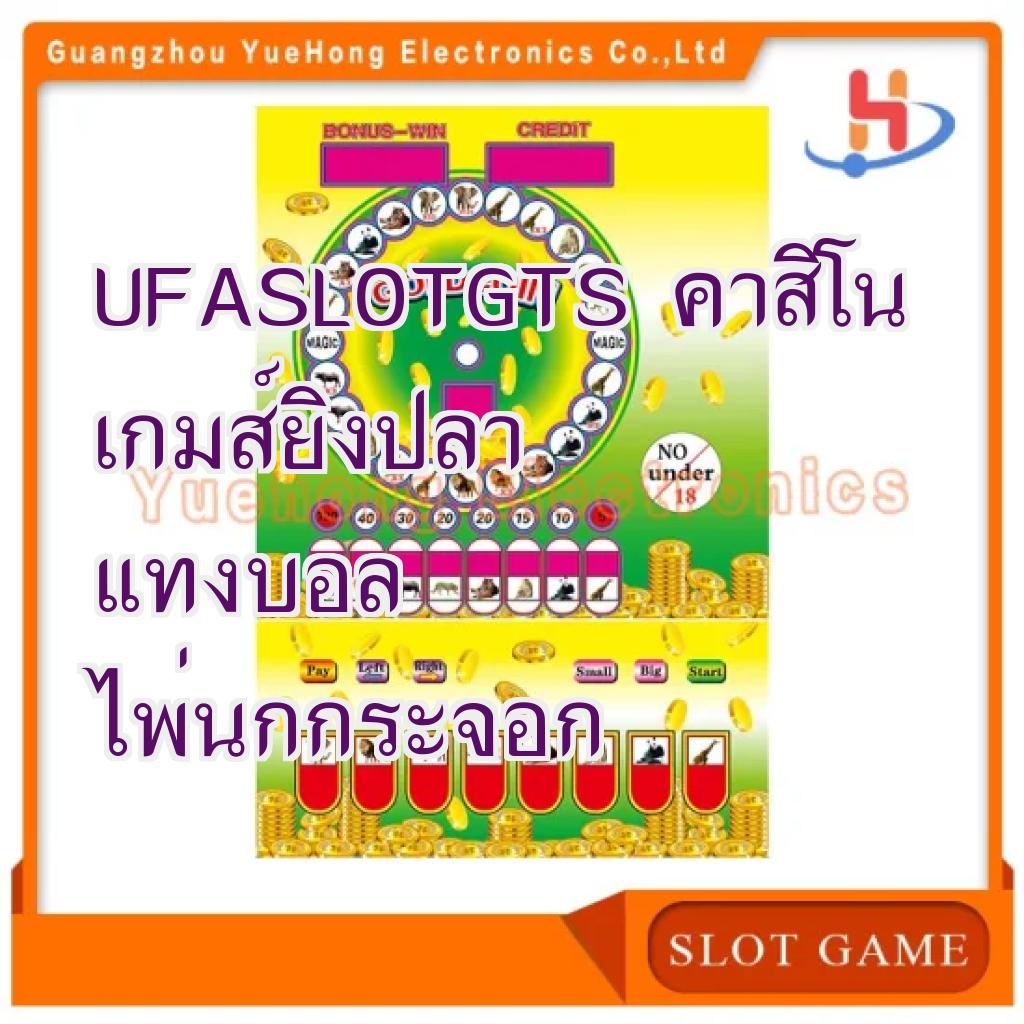 Guangzhou YueHong Electronics Co.,Ltd
BONUS-WIN CREDIT
UFASLOTGTS คาสิโน
MAGIC MAGIC
เกมส์ยิงปลา
NO
under
18
40 30 20 20 15 10 5
แทงบอล
Pay Left Right Small Big Start
ไพ่นกกระจอก
SLOT GAME